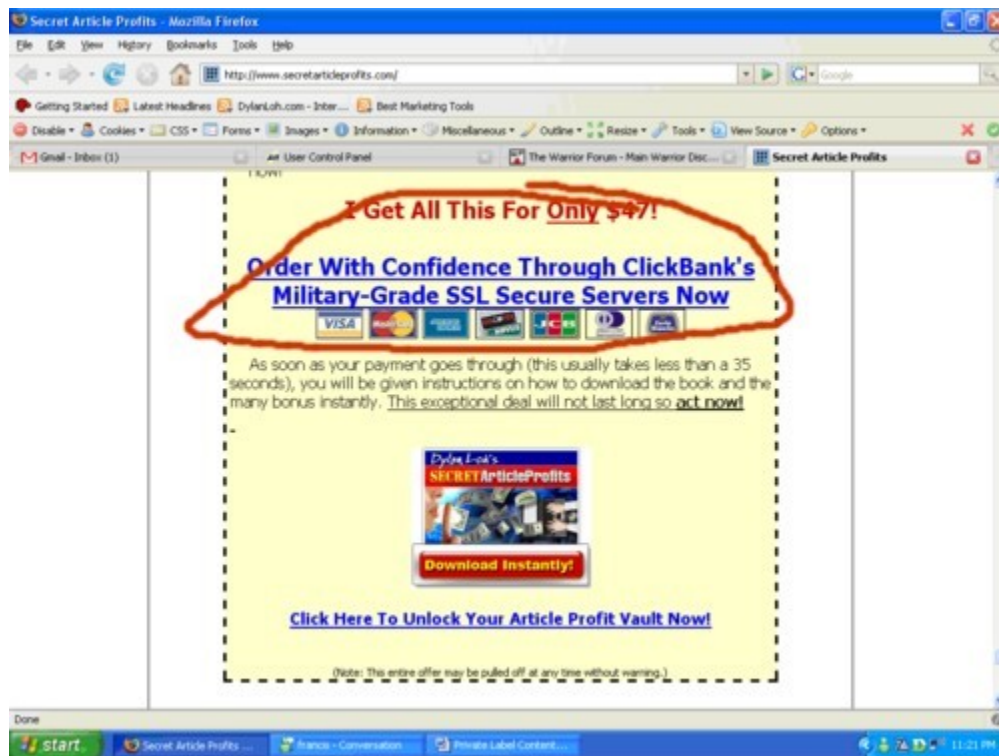 Secret Article Profits - Mozilla Firefox
File Edit View History Bookmarks Tools Help
http://www.secretarticleprofits.com/
Google
Getting Started Latest Headlines DylanLoh.com - Inter... Best Marketing Tools
Disable Cookies CSS Forms Images Information Miscellaneous Outline Resize Tools View Source Options
Gmail - Inbox (1) User Control Panel The Warrior Forum - Main Warrior Disc... Secret Article Profits
now!
I Get All This For Only $47!
Order With Confidence Through ClickBank's
Military-Grade SSL Secure Servers Now
VISA MasterCard JCB
As soon as your payment goes through (this usually takes less than a 35
seconds), you will be given instructions on how to download the book and the
many bonus instantly. This exceptional deal will not last long so act now!
Dylan Loh's
SECRET ArticleProfits
Download Instantly!
Click Here To Unlock Your Article Profit Vault Now!
(Note: This entire offer may be pulled off at any time without warning.)
Done
start Secret Article Profits ... francis - Conversation Private Label Content... 11:21 PM